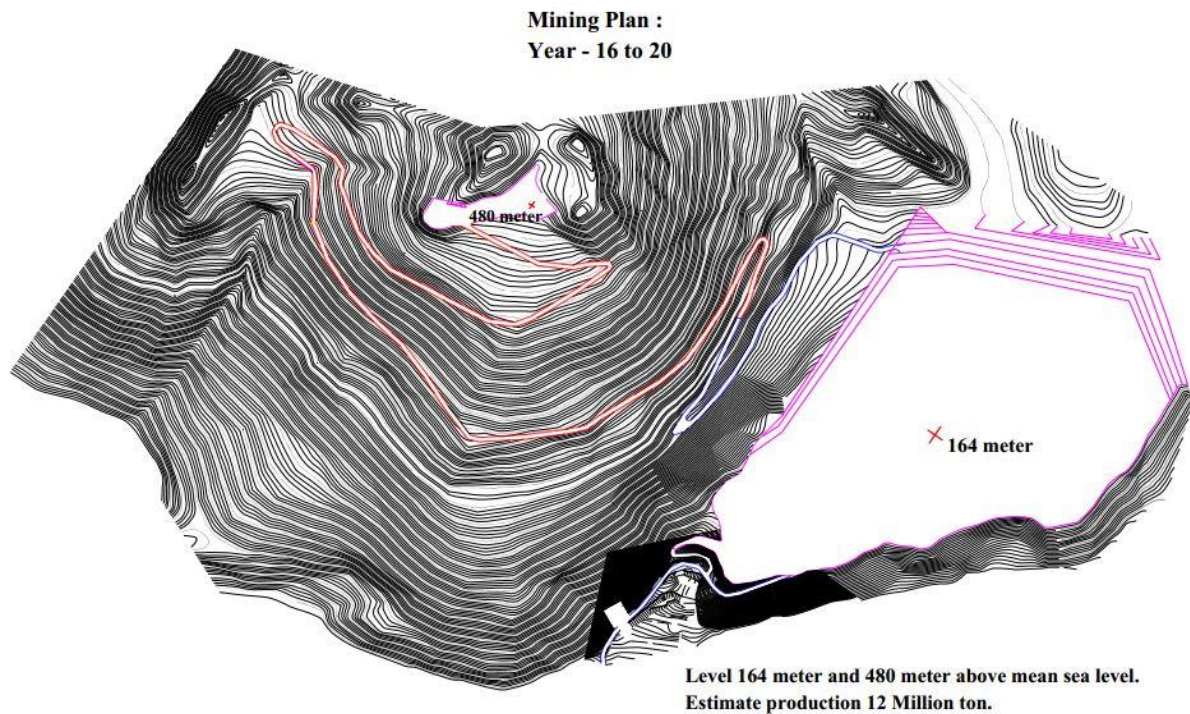 Mining Plan :
Year - 16 to 20
480 meter
164 meter
Level 164 meter and 480 meter above mean sea level.
Estimate production 12 Million ton.